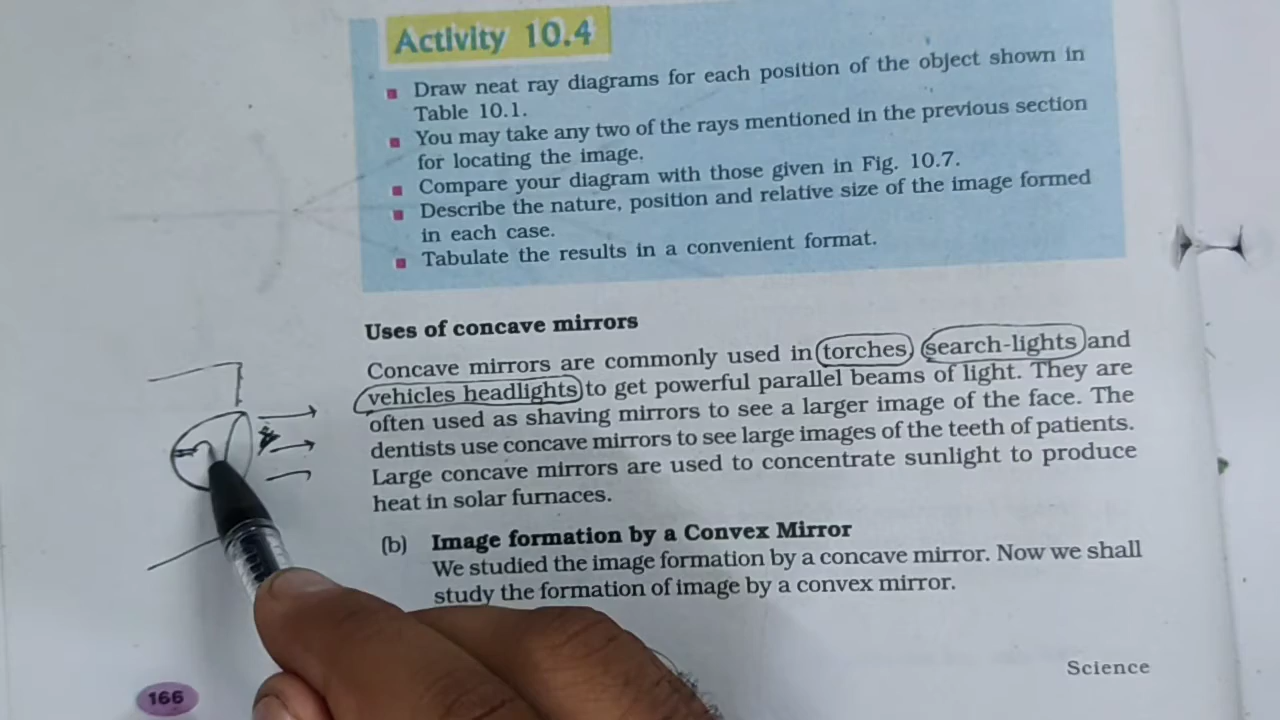 Activity 10.4
Draw neat ray diagrams for each position of the object shown in
Table 10.1.
You may take any two of the rays mentioned in the previous section
for locating the image.
Compare your diagram with those given in Fig. 10.7.
Describe the nature, position and relative size of the image formed
in each case.
Tabulate the results in a convenient format.
Uses of concave mirrors
Concave mirrors are commonly used in torches, search-lights and
vehicles headlights to get powerful parallel beams of light. They are
often used as shaving mirrors to see a larger image of the face. The
dentists use concave mirrors to see large images of the teeth of patients.
Large concave mirrors are used to concentrate sunlight to produce
heat in solar furnaces.
(b) Image formation by a Convex Mirror
We studied the image formation by a concave mirror. Now we shall
study the formation of image by a convex mirror.
166
Science